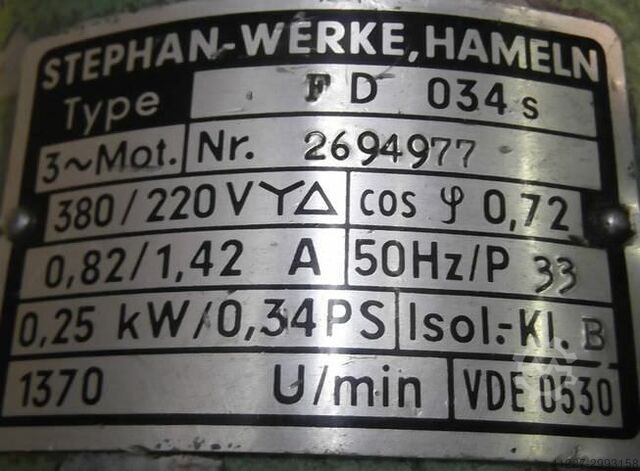 STEPHAN-WERKE, HAMELN
Type FD 034s
3~Mot. Nr. 2694977
380/220V Y△ cos φ 0,72
0,82/1,42 A 50Hz/P 33
0,25 kW/0,34PS Isol.-Kl. B
1370 U/min VDE 0530